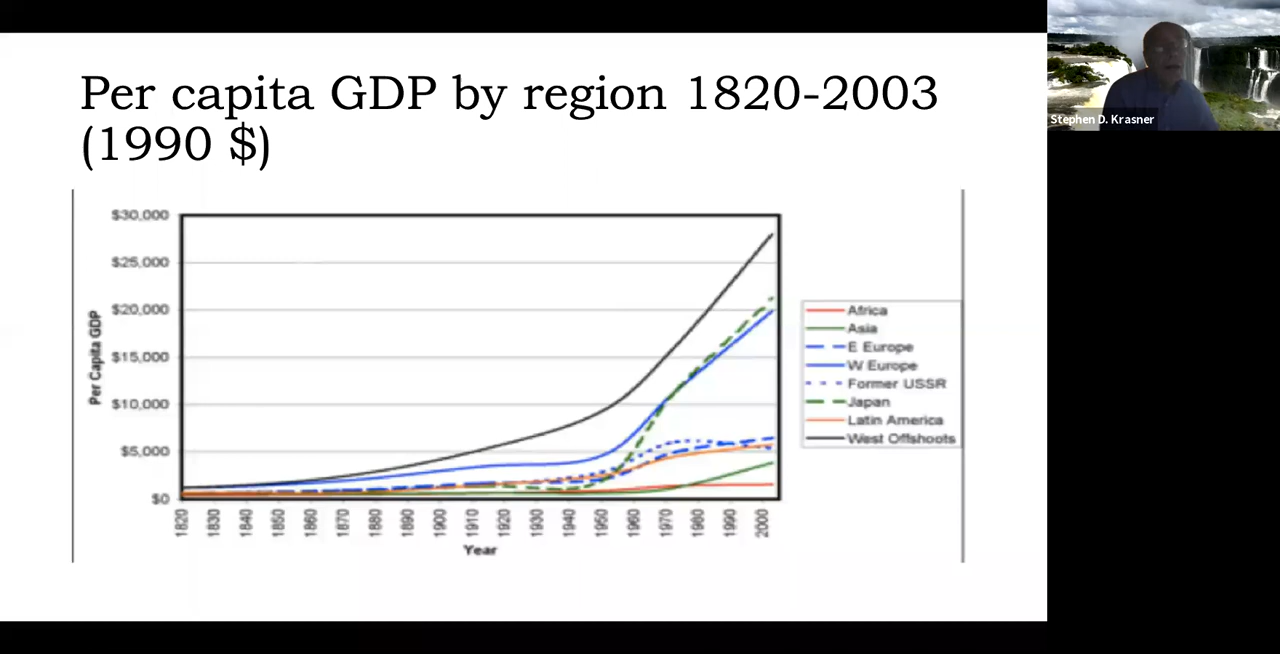 Per capita GDP by region 1820-2003
(1990 $)
Stephen D. Krasner
$30,000
$25,000
$20,000
$15,000
$10,000
$5,000
$0
Per Capita GDP
1820
1830
1840
1850
1860
1870
1880
1890
1900
1910
1920
1930
1940
1950
1960
1970
1980
1990
2000
Year
Africa
Asia
E Europe
W Europe
Former USSR
Japan
Latin America
West Offshoots